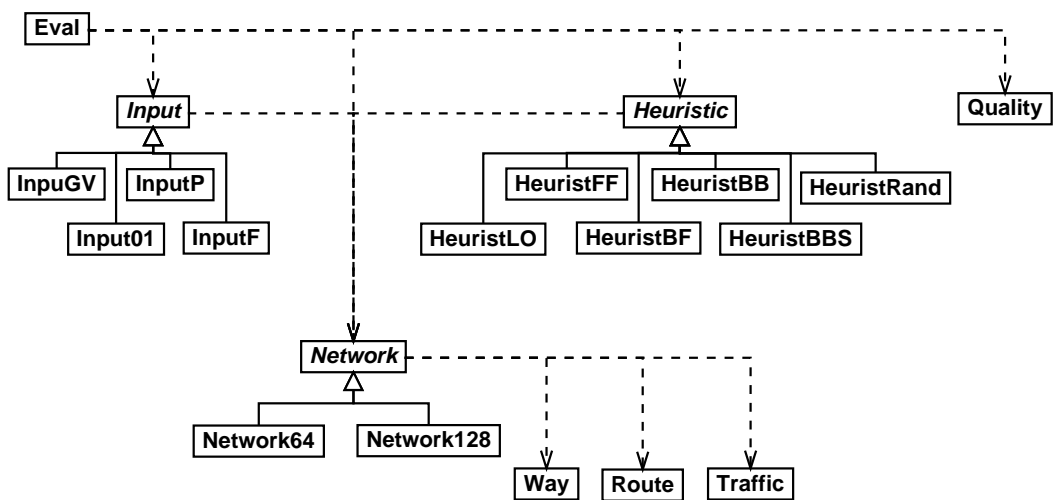 Eval
Input
Heuristic
Quality
InpuGV
InputP
HeuristFF
HeuristBB
HeuristRand
Input01
InputF
HeuristLO
HeuristBF
HeuristBBS
Network
Network64
Network128
Way
Route
Traffic